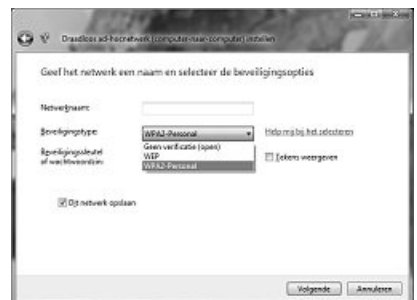 Draadloos ad-hocnetwerk (computer-naar-computer) instellen
Geef het netwerk een naam en selecteer de beveiligingsopties
Netwerknaam:
Beveiligingstype:
WPA2-Personal
Help mij bij het selecteren
Geen verificatie (open)
WEP
WPA2-Personal
Beveiligingssleutel
of wachtwoordzin:
Tekens weergeven
Dit netwerk opslaan
Volgende
Annuleren